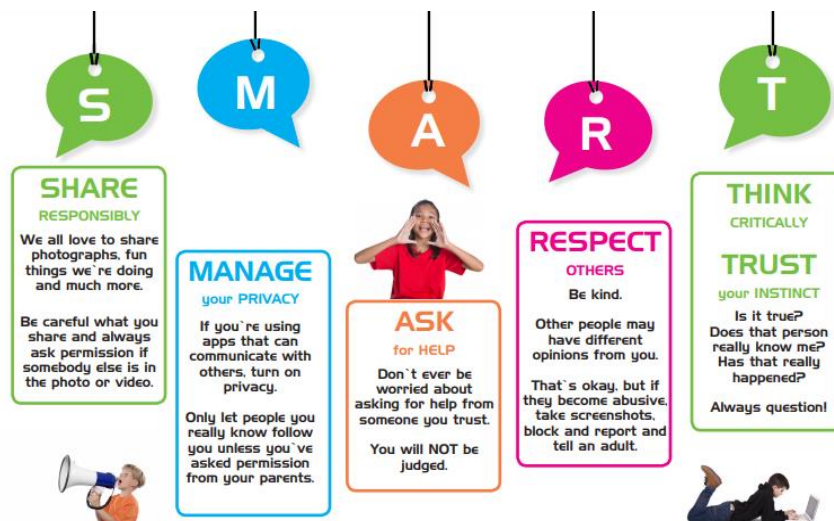 S
M
A
R
T
SHARE
RESPONSIBLY
We all love to share
photographs, fun
things we`re doing
and much more.
Be careful what you
share and always
ask permission if
somebody else is in
the photo or video.
MANAGE
your PRIVACY
If you`re using
apps that can
communicate with
others, turn on
privacy.
Only let people you
really know follow
you unless you`ve
asked permission
from your parents.
ASK
for HELP
Don`t ever be
worried about
asking for help from
someone you trust.
You will NOT be
judged.
RESPECT
OTHERS
Be kind.
Other people may
have different
opinions from you.
That`s okay, but if
they become abusive,
take screenshots,
block and report and
tell an adult.
THINK
CRITICALLY
TRUST
your INSTINCT
Is it true?
Does that person
really know me?
Has that really
happened?
Always question!